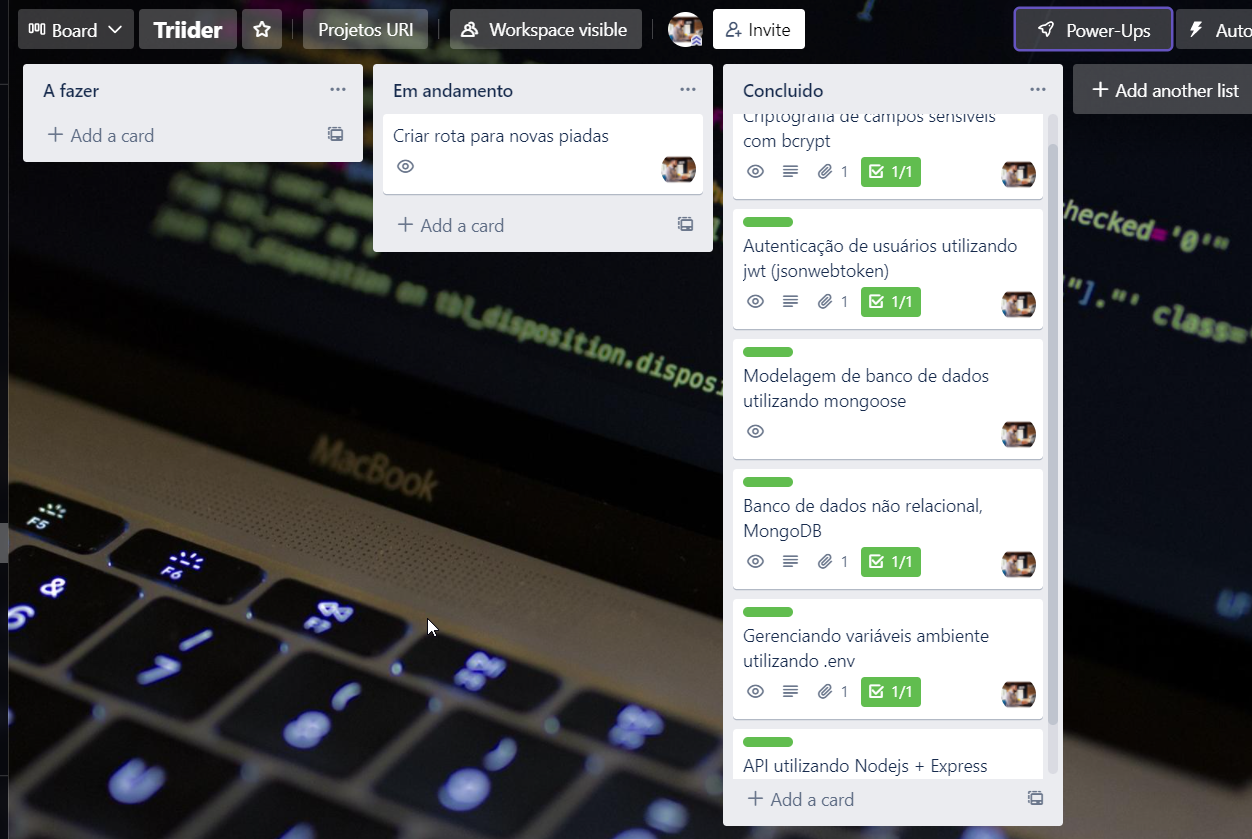 Board
Triider
Projetos URI
Workspace visible
Invite
Power-Ups
Auto
A fazer
Add a card
Em andamento
Criar rota para novas piadas
Add a card
Concluido
Criptografia de campos sensíveis
com bcrypt
1
1/1
Autenticação de usuários utilizando
jwt (jsonwebtoken)
1
1/1
Modelagem de banco de dados
utilizando mongoose
Banco de dados não relacional,
MongoDB
1
1/1
Gerenciando variáveis ambiente
utilizando .env
1
1/1
API utilizando Nodejs + Express
Add a card
Add another list
checked='0'"
"]."' class='
on tbl_disposition.disposi
MacBook
F5
F6
F7
&
6
7